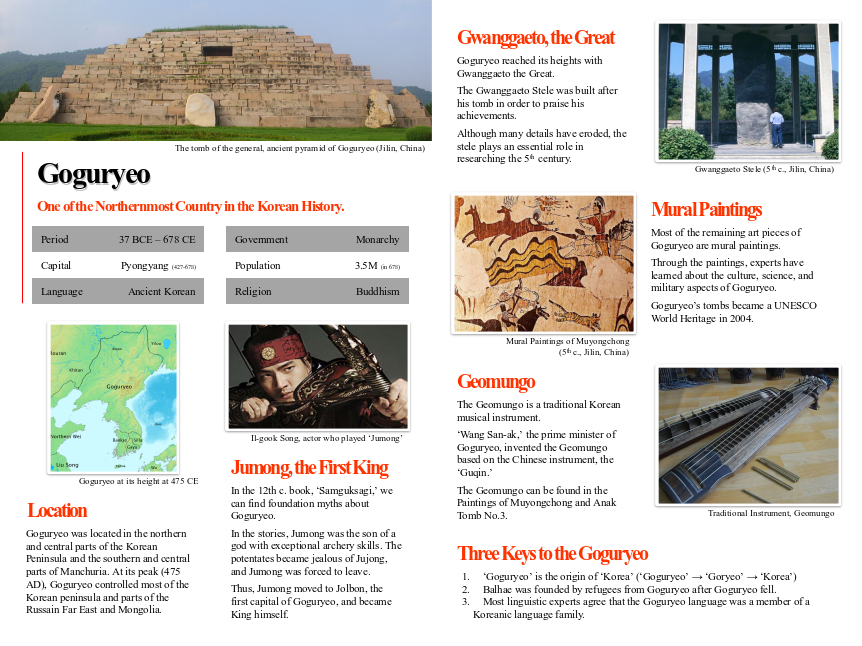 The tomb of the general, ancient pyramid of Goguryeo (Jilin, China)
Goguryeo
One of the Northernmost Country in the Korean History.
Period 37 BCE – 678 CE
Capital Pyongyang (427-678)
Language Ancient Korean
Government Monarchy
Population 3.5M (in 678)
Religion Buddhism
Khitan
Goguryeo
Northern Wei
Baekje Silla
Gaya
Liu Song
Wa
Goguryeo at its height at 475 CE
Location
Goguryeo was located in the northern
and central parts of the Korean
Peninsula and the southern and central
parts of Manchuria. At its peak (475
AD), Goguryeo controlled most of the
Korean peninsula and parts of the
Russain Far East and Mongolia.
Il-gook Song, actor who played ‘Jumong’
Jumong, the First King
In the 12th c. book, ‘Samguksagi,’ we
can find foundation myths about
Goguryeo.
In the stories, Jumong was the son of a
god with exceptional archery skills. The
potentates became jealous of Jujong,
and Jumong was forced to leave.
Thus, Jumong moved to Jolbon, the
first capital of Goguryeo, and became
King himself.
Gwanggaeto, the Great
Goguryeo reached its heights with
Gwanggaeto the Great.
The Gwanggaeto Stele was built after
his tomb in order to praise his
achievements.
Although many details have eroded, the
stele plays an essential role in
researching the 5th century.
Gwanggaeto Stele (5th c., Jilin, China)
Mural Paintings of Muyongchong
(5th c., Jilin, China)
Mural Paintings
Most of the remaining art pieces of
Goguryeo are mural paintings.
Through the paintings, experts have
learned about the culture, science, and
military aspects of Goguryeo.
Goguryeo’s tombs became a UNESCO
World Heritage in 2004.
Geomungo
The Geomungo is a traditional Korean
musical instrument.
‘Wang San-ak,’ the prime minister of
Goguryeo, invented the Geomungo
based on the Chinese instrument, the
‘Guqin.’
The Geomungo can be found in the
Paintings of Muyongchong and Anak
Tomb No.3.
Traditional Instrument, Geomungo
Three Keys to the Goguryeo
1. ‘Goguryeo’ is the origin of ‘Korea’ (‘Goguryeo’ → ‘Goryeo’ → ‘Korea’)
2. Balhae was founded by refugees from Goguryeo after Goguryeo fell.
3. Most linguistic experts agree that the Goguryeo language was a member of a
Koreanic language family.